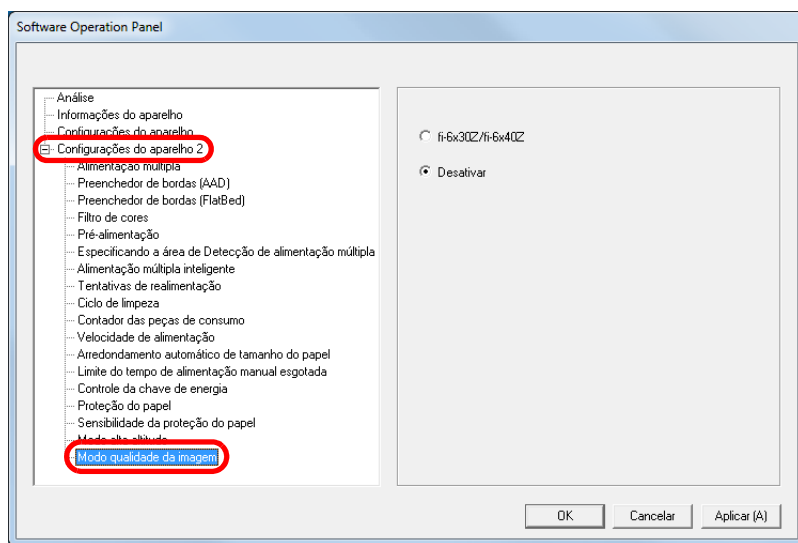 Software Operation Panel
Análise
Informações do aparelho
Configurações do aparelho
Configurações do aparelho 2
Alimentação múltipla
Preenchedor de bordas (AAD)
Preenchedor de bordas (FlatBed)
Filtro de cores
Pré-alimentação
Especificando a área de Detecção de alimentação múltipla
Alimentação múltipla inteligente
Tentativas de realimentação
Ciclo de limpeza
Contador das peças de consumo
Velocidade de alimentação
Arredondamento automático de tamanho do papel
Limite do tempo de alimentação manual esgotada
Controle da chave de energia
Proteção do papel
Sensibilidade da proteção do papel
Modo alta altitude
Modo qualidade da imagem
fi-6x30Z/fi-6x40Z
Desativar
OK
Cancelar
Aplicar (A)